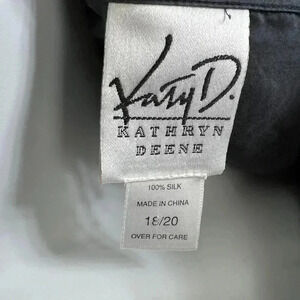 Katy D.
KATHRYN
DEENE
100% SILK
MADE IN CHINA
18/20
OVER FOR CARE